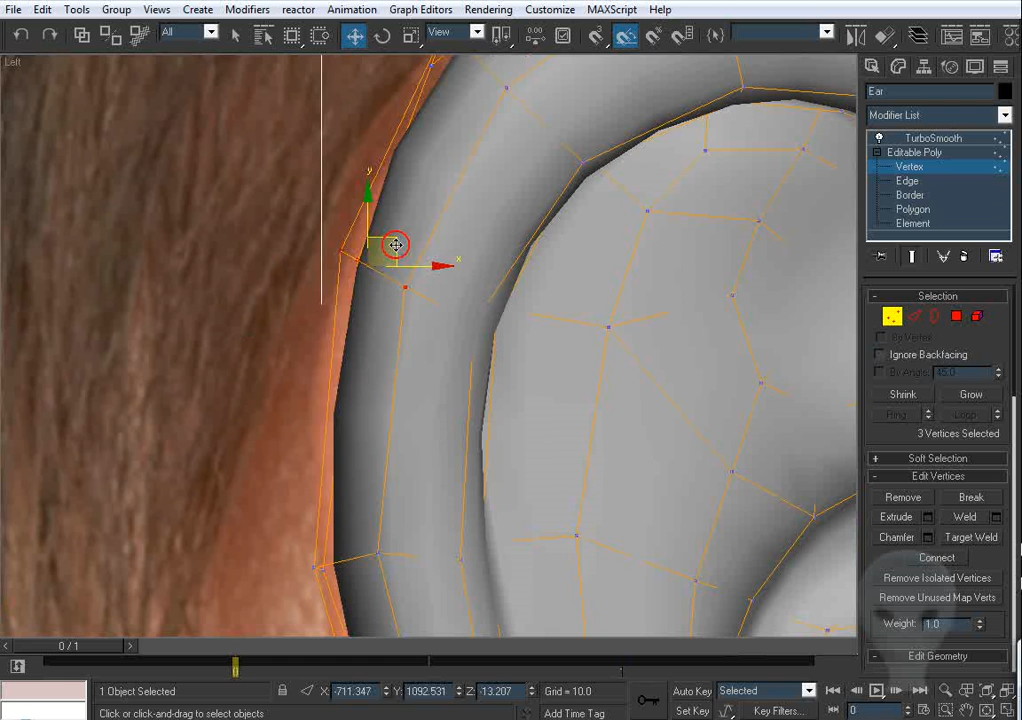 File Edit Tools Group Views Create Modifiers reactor Animation Graph Editors Rendering Customize MAXScript Help
All View
Left
y
x
Ear
Modifier List
TurboSmooth
Editable Poly
Vertex
Edge
Border
Polygon
Element
- Selection
By Vertex
Ignore Backfacing
By Angle: 45.0
Shrink Grow
Ring Loop
3 Vertices Selected
+ Soft Selection
- Edit Vertices
Remove Break
Extrude Weld
Chamfer Target Weld
Connect
Remove Isolated Vertices
Remove Unused Map Verts
Weight: 1.0
- Edit Geometry
< 0 / 1 >
1 Object Selected X: -711.347 Y: 1092.531 Z: -13.207 Grid = 10.0 Auto Key Selected
Click or click-and-drag to select objects Add Time Tag Set Key Key Filters... 0